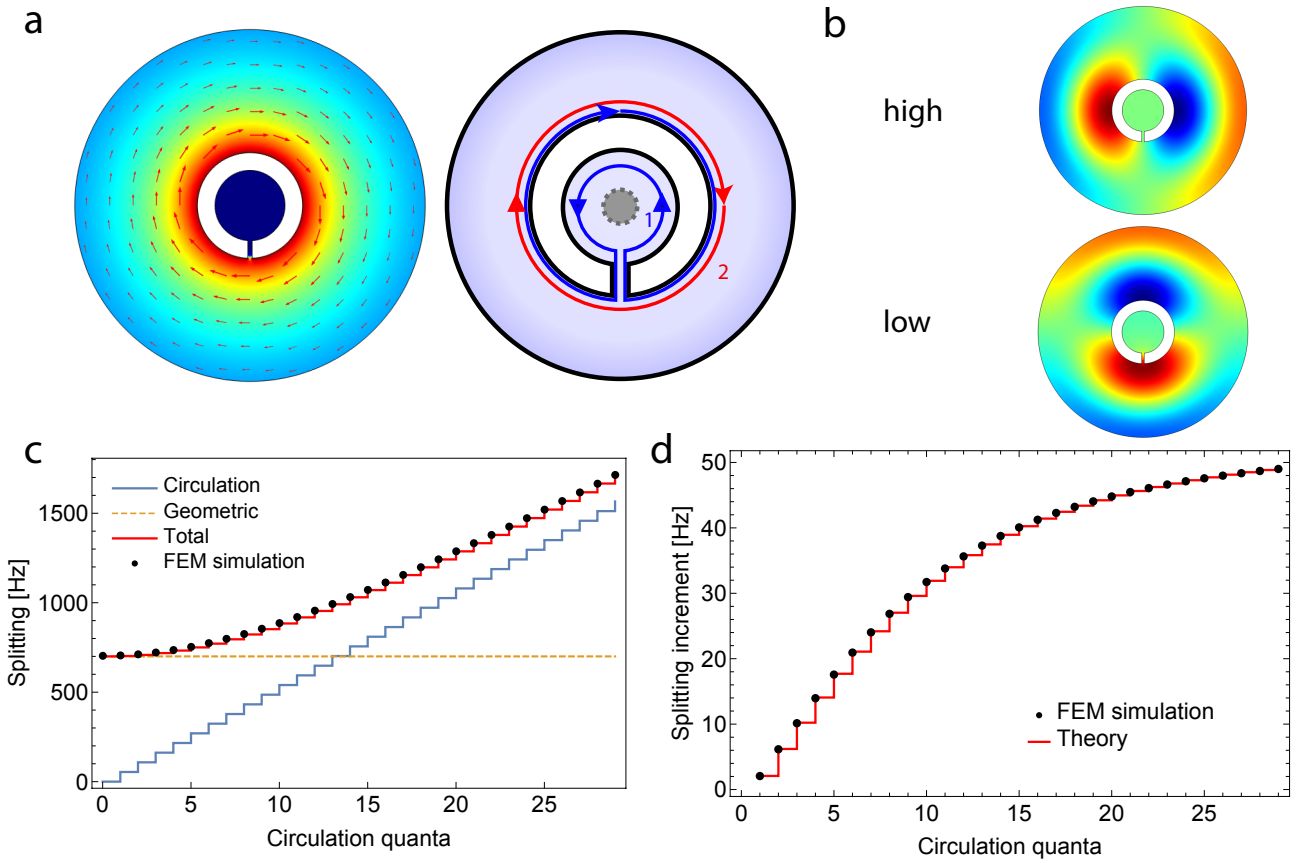 a
1
2
b
high
low
c
Splitting [Hz]
1500
1000
500
0
Circulation
Geometric
Total
FEM simulation
0
5
10
15
20
25
Circulation quanta
d
Splitting increment [Hz]
50
40
30
20
10
0
FEM simulation
Theory
0
5
10
15
20
25
Circulation quanta